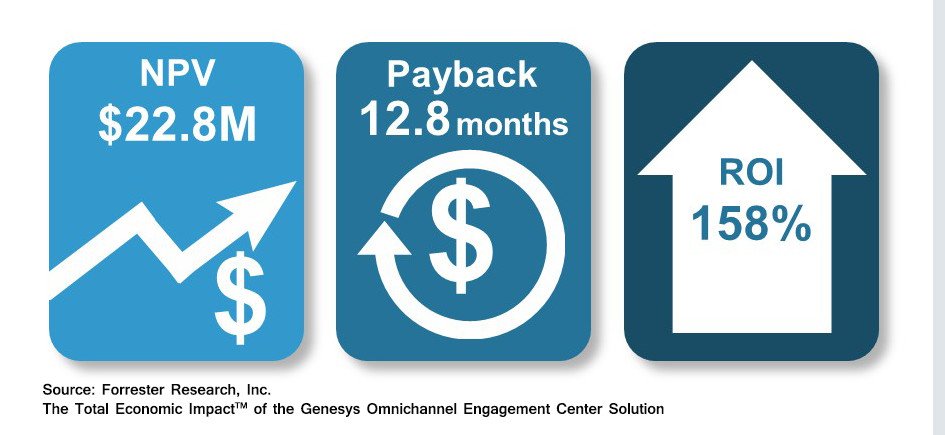 NPV
$22.8M
$
Payback
12.8 months
$
ROI
158%
Source: Forrester Research, Inc.
The Total Economic Impact™ of the Genesys Omnichannel Engagement Center Solution